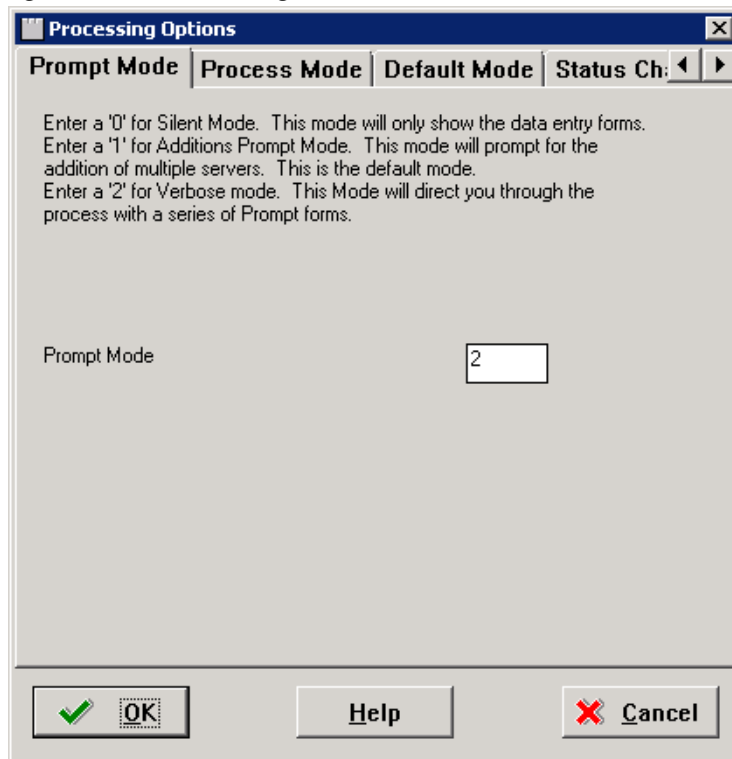 Processing Options
Prompt Mode Process Mode Default Mode Status Ch
Enter a '0' for Silent Mode. This mode will only show the data entry forms.
Enter a '1' for Additions Prompt Mode. This mode will prompt for the
addition of multiple servers. This is the default mode.
Enter a '2' for Verbose mode. This Mode will direct you through the
process with a series of Prompt forms.
Prompt Mode 2
OK Help Cancel